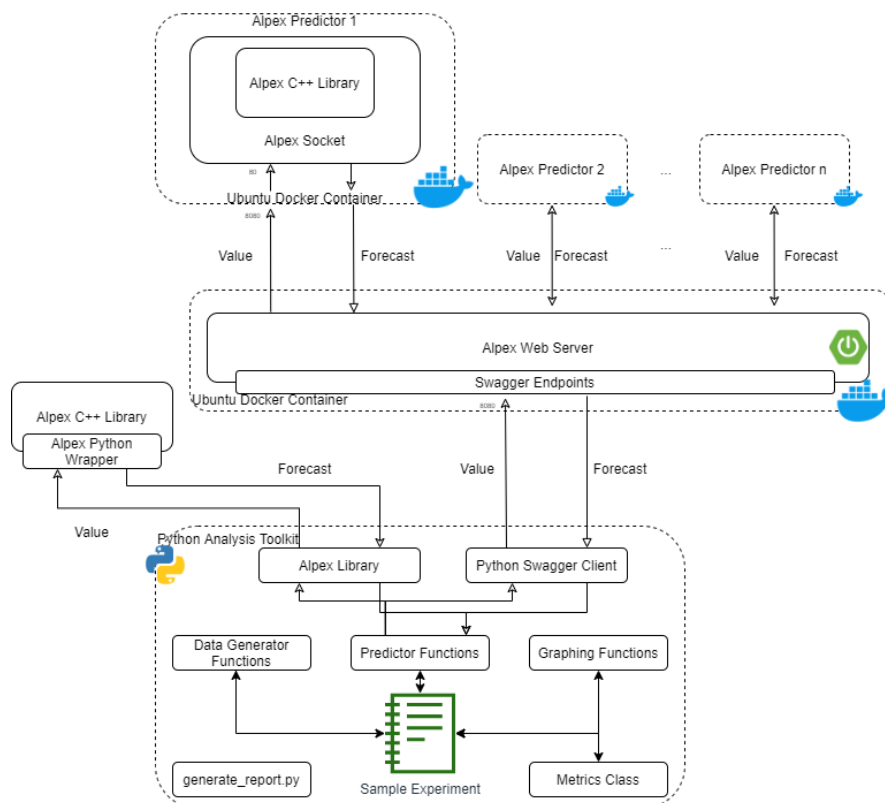 Alpex Predictor 1
Alpex C++ Library
Alpex Socket
80
Ubuntu Docker Container
8080
Value
Forecast
Alpex Predictor 2
...
Alpex Predictor n
Value
Forecast
...
Value
Forecast
Alpex Web Server
Swagger Endpoints
Ubuntu Docker Container
8080
Alpex C++ Library
Alpex Python
Wrapper
Forecast
Value
Forecast
Value
Python Analysis Toolkit
Alpex Library
Python Swagger Client
Data Generator
Functions
Predictor Functions
Graphing Functions
generate_report.py
Sample Experiment
Metrics Class